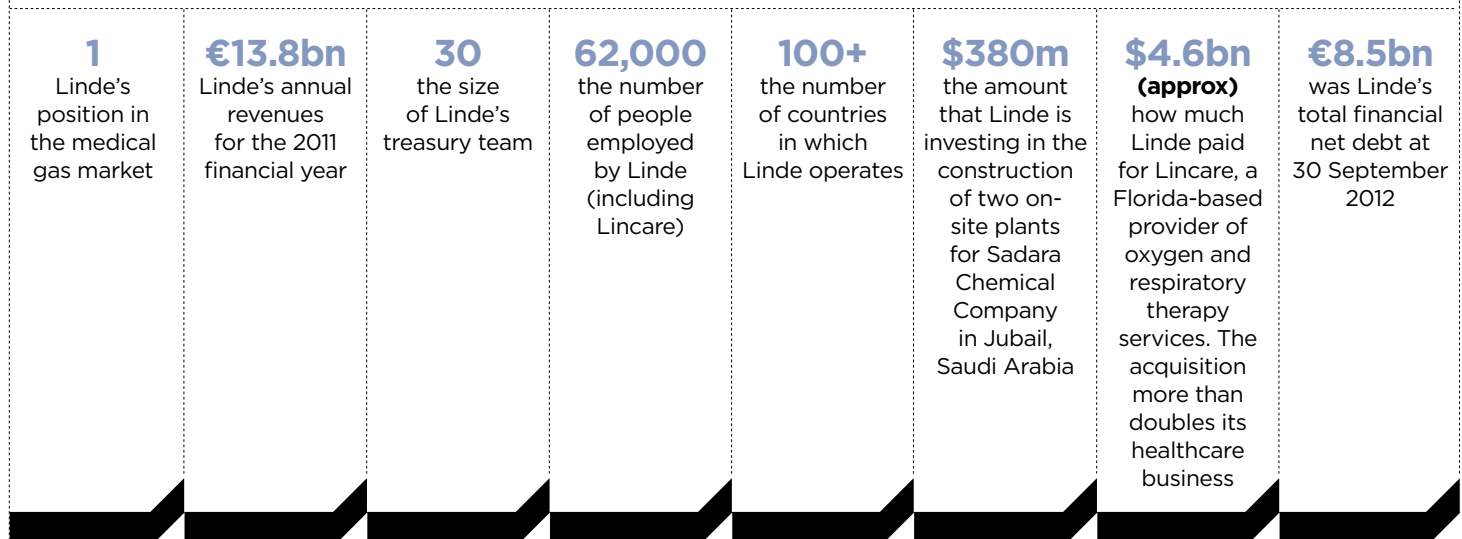 1
Linde’s
position in
the medical
gas market
€13.8bn
Linde’s annual
revenues
for the 2011
financial year
30
the size
of Linde’s
treasury team
62,000
the number
of people
employed
by Linde
(including
Lincare)
100+
the number
of countries
in which
Linde operates
$380m
the amount
that Linde is
investing in the
construction
of two on-
site plants
for Sadara
Chemical
Company
in Jubail,
Saudi Arabia
$4.6bn
(approx)
how much
Linde paid
for Lincare, a
Florida-based
provider of
oxygen and
respiratory
therapy
services. The
acquisition
more than
doubles its
healthcare
business
€8.5bn
was Linde’s
total financial
net debt at
30 September
2012